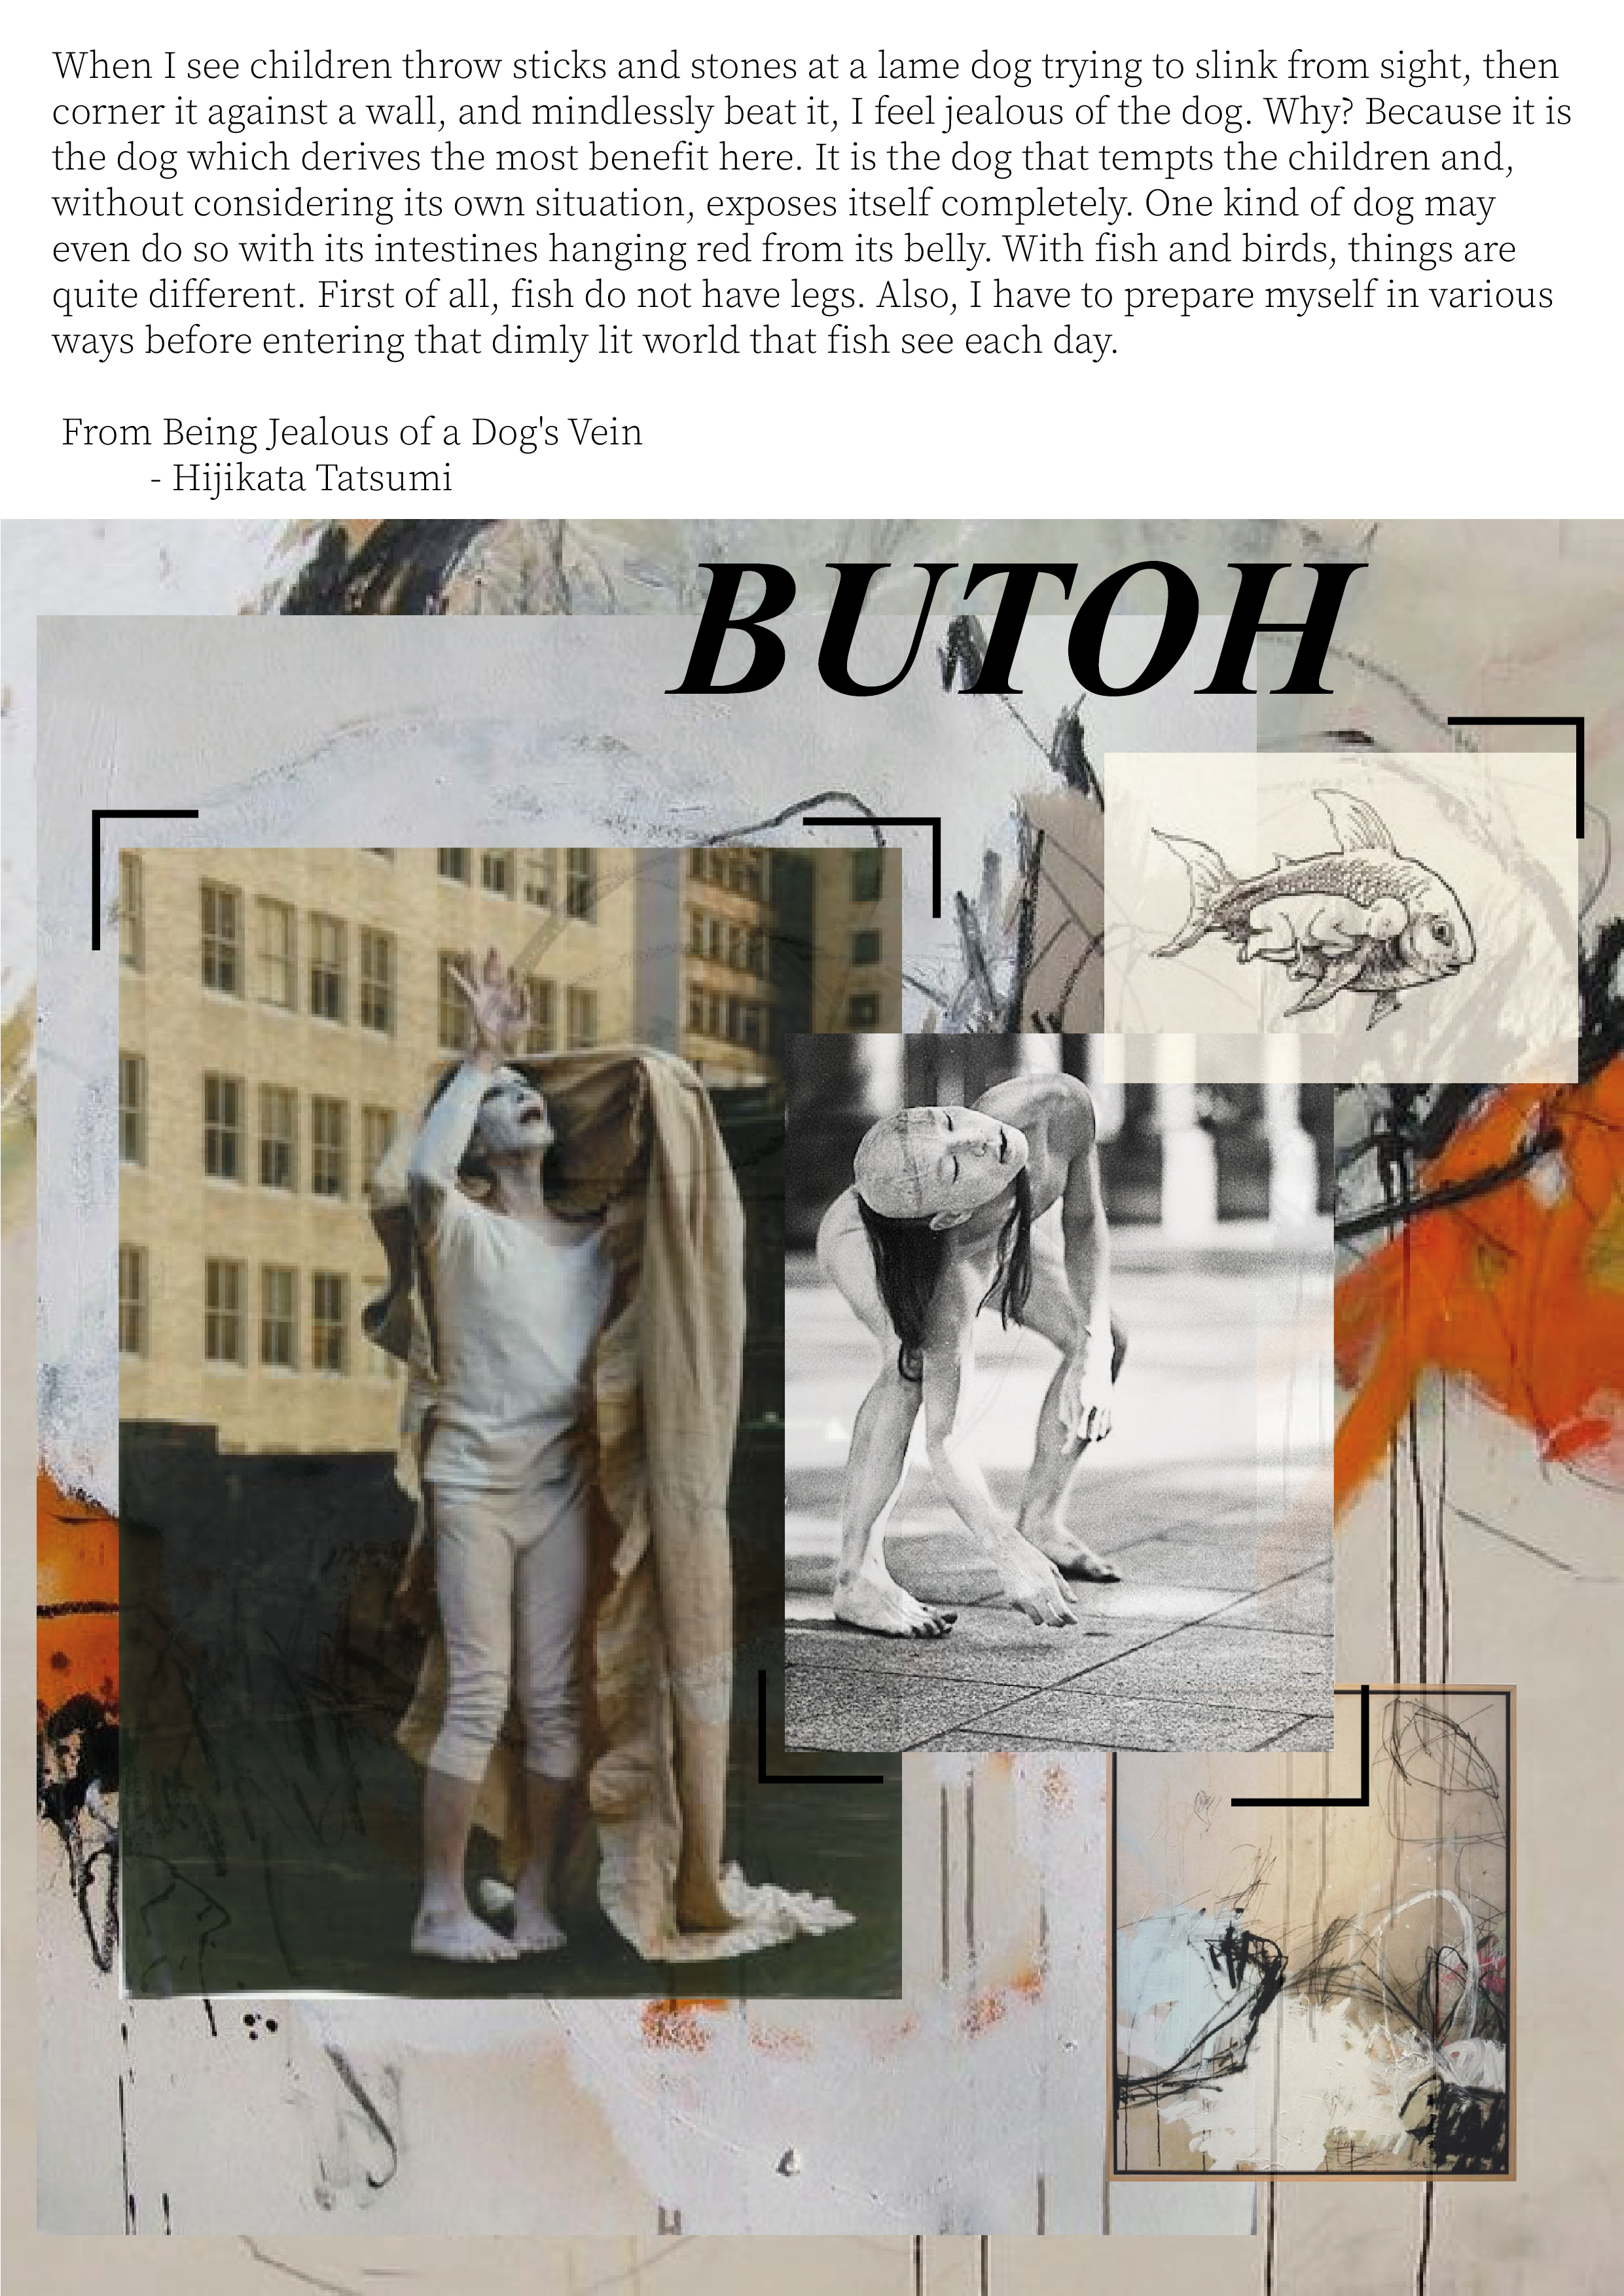 When I see children throw sticks and stones at a lame dog trying to slink from sight, then
corner it against a wall, and mindlessly beat it, I feel jealous of the dog. Why? Because it is
the dog which derives the most benefit here. It is the dog that tempts the children and,
without considering its own situation, exposes itself completely. One kind of dog may
even do so with its intestines hanging red from its belly. With fish and birds, things are
quite different. First of all, fish do not have legs. Also, I have to prepare myself in various
ways before entering that dimly lit world that fish see each day.
From Being Jealous of a Dog's Vein
- Hijikata Tatsumi
BUTOH